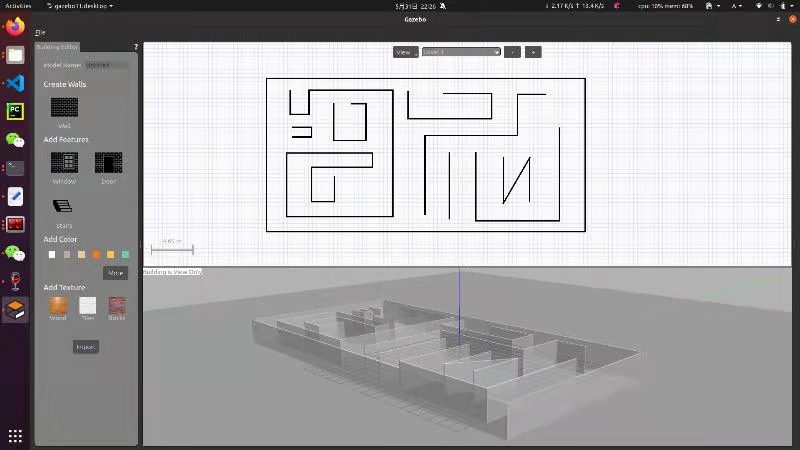 Activities
gazebo11.desktop
5月31日 22:26
2.17 K/s ↑ 13.4 K/s
cpu: 10% mem: 68%
A
Gazebo
File
Building Editor
?
Model Name: Untitled
Create Walls
Wall
Add Features
Window
Door
Stairs
Add Color
More
Add Texture
Wood
Tiles
Bricks
Import
View
Level 1
-
+
4.65 m
Building is View Only
PC